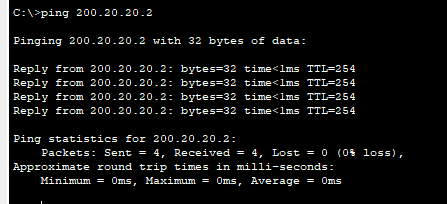 C:\>ping 200.20.20.2
Pinging 200.20.20.2 with 32 bytes of data:
Reply from 200.20.20.2: bytes=32 time<1ms TTL=254
Reply from 200.20.20.2: bytes=32 time<1ms TTL=254
Reply from 200.20.20.2: bytes=32 time<1ms TTL=254
Reply from 200.20.20.2: bytes=32 time<1ms TTL=254
Ping statistics for 200.20.20.2:
Packets: Sent = 4, Received = 4, Lost = 0 (0% loss),
Approximate round trip times in milli-seconds:
Minimum = 0ms, Maximum = 0ms, Average = 0ms